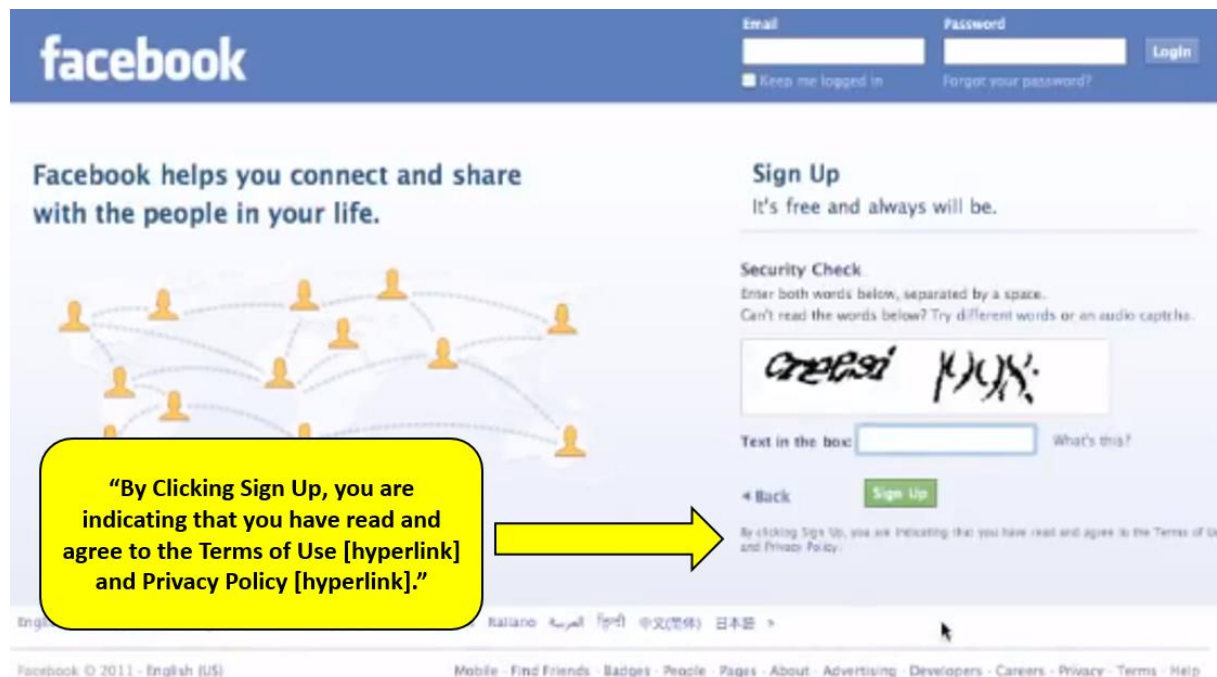 facebook
Email
Password
Login
Keep me logged in
Forgot your password?
Facebook helps you connect and share
with the people in your life.
Sign Up
It's free and always will be.
Security Check
Enter both words below, separated by a space.
Can't read the words below? Try different words or an audio captcha.
Text in the box:
What's this?
Back
Sign Up
By clicking Sign Up, you are indicating that you have read and agree to the Terms of
and Privacy Policy.
“By Clicking Sign Up, you are
indicating that you have read and
agree to the Terms of Use [hyperlink]
and Privacy Policy [hyperlink].”
Italiano العربية हिन्दी 中文(简体) 日本語 »
Facebook © 2011 - English (US)
Mobile - Find Friends - Badges - People - Pages - About - Advertising - Developers - Careers - Privacy - Terms - Help